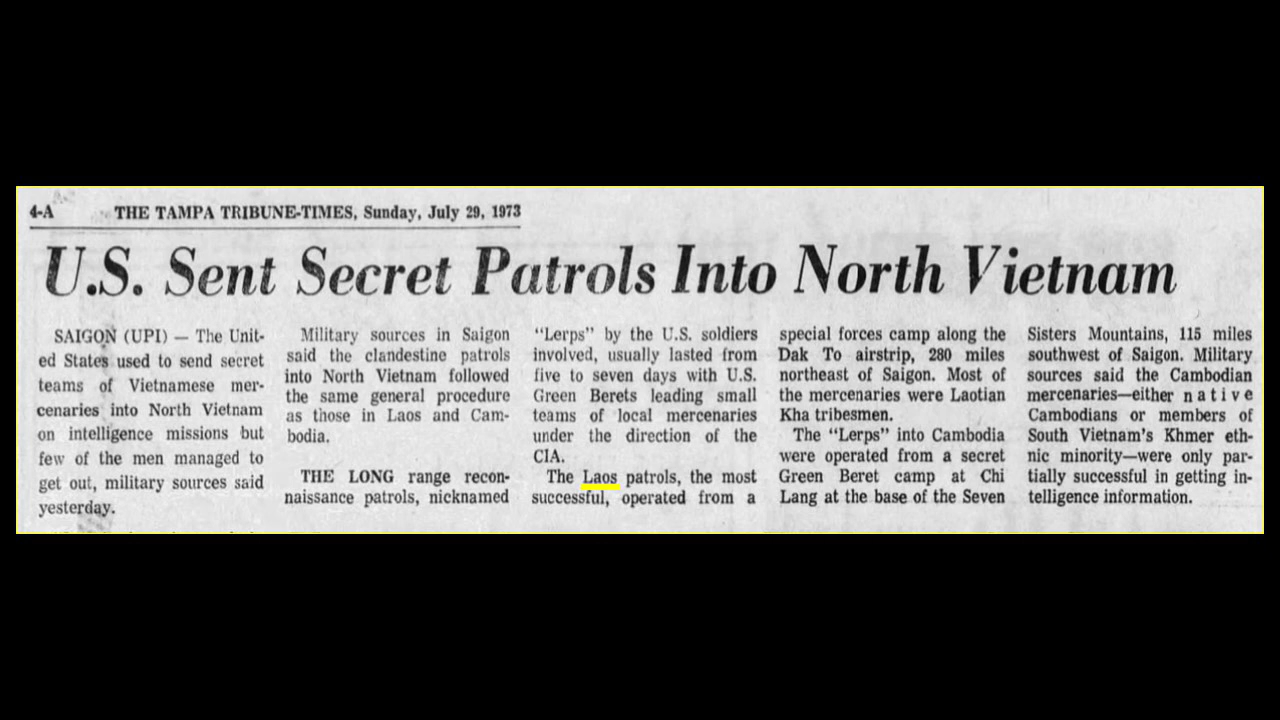 4-A THE TAMPA TRIBUNE-TIMES, Sunday, July 29, 1973
U.S. Sent Secret Patrols Into North Vietnam
SAIGON (UPI) — The Unit-
ed States used to send secret
teams of Vietnamese mer-
cenaries into North Vietnam
on intelligence missions but
few of the men managed to
get out, military sources said
yesterday.
Military sources in Saigon
said the clandestine patrols
into North Vietnam followed
the same general procedure
as those in Laos and Cam-
bodia.
THE LONG range recon-
naissance patrols, nicknamed
"Lerps" by the U.S. soldiers
involved, usually lasted from
five to seven days with U.S.
Green Berets leading small
teams of local mercenaries
under the direction of the
CIA.
The Laos patrols, the most
successful, operated from a
special forces camp along the
Dak To airstrip, 280 miles
northeast of Saigon. Most of
the mercenaries were Laotian
Kha tribesmen.
The "Lerps" into Cambodia
were operated from a secret
Green Beret camp at Chi
Lang at the base of the Seven
Sisters Mountains, 115 miles
southwest of Saigon. Military
sources said the Cambodian
mercenaries—either native
Cambodians or members of
South Vietnam's Khmer eth-
nic minority—were only par-
tially successful in getting in-
telligence information.